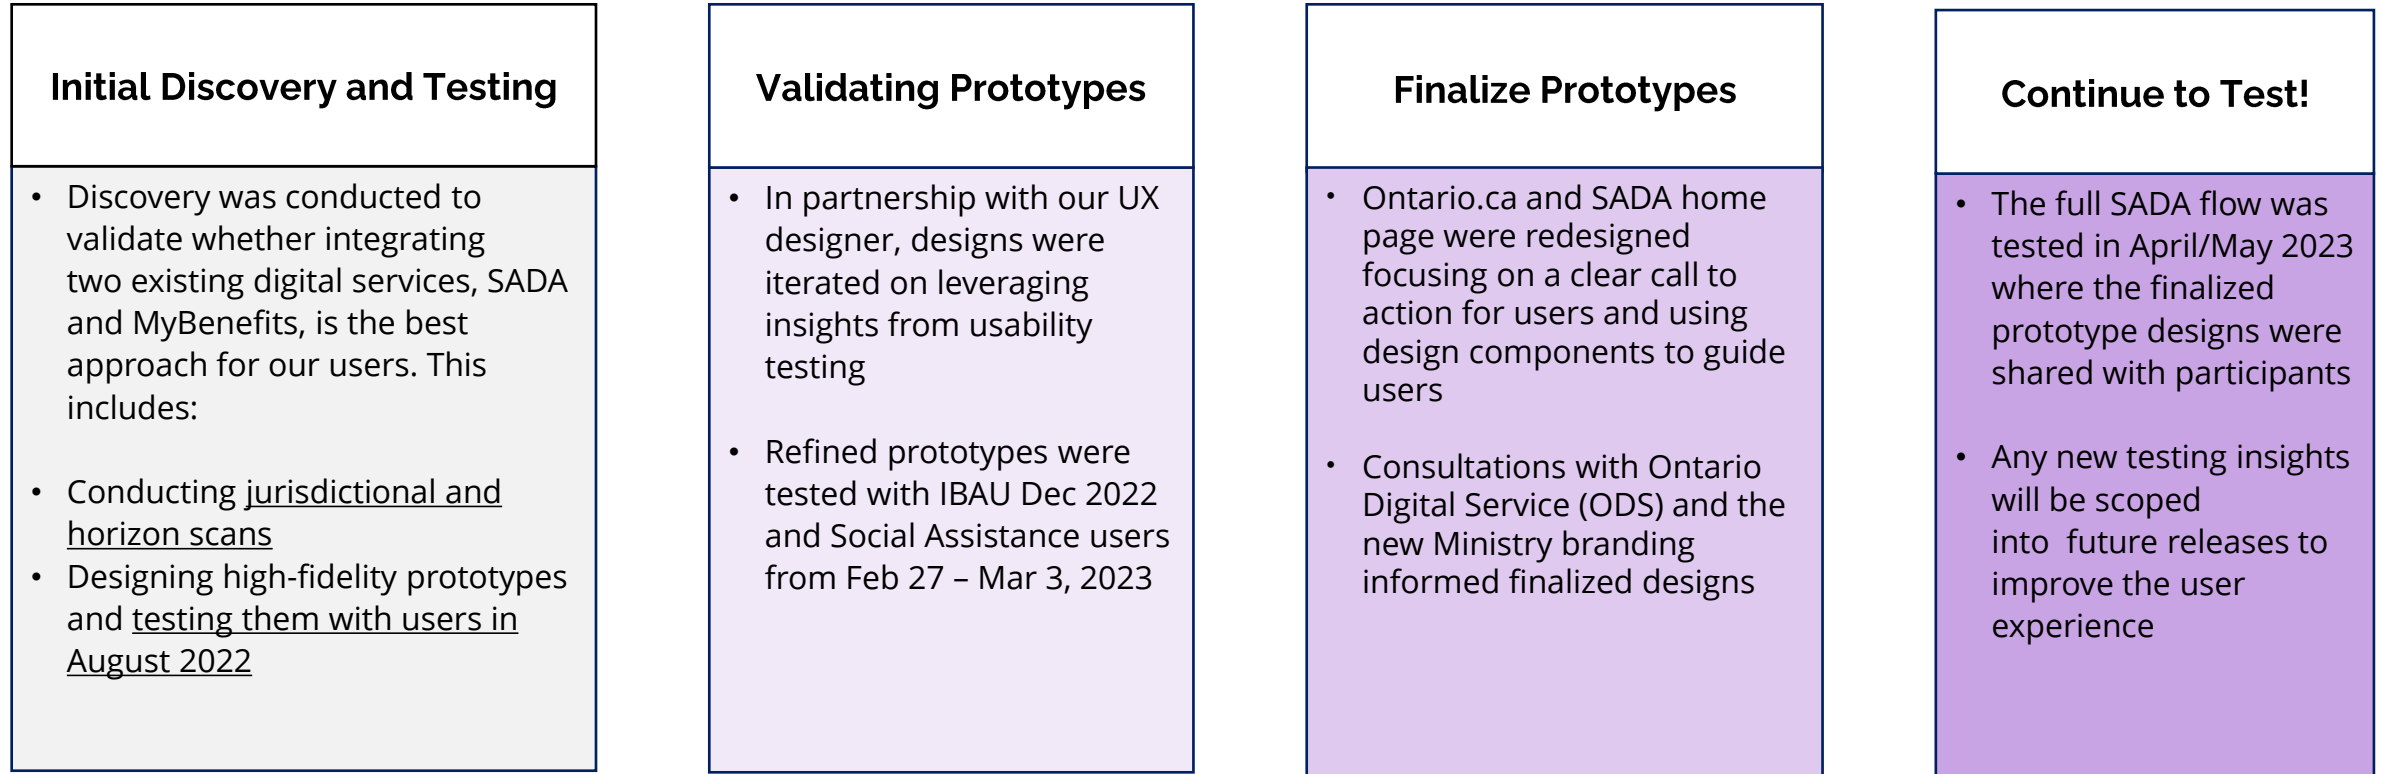 Initial Discovery and Testing
• Discovery was conducted to
validate whether integrating
two existing digital services, SADA
and MyBenefits, is the best
approach for our users. This
includes:
• Conducting jurisdictional and
horizon scans
• Designing high-fidelity prototypes
and testing them with users in
August 2022
Validating Prototypes
• In partnership with our UX
designer, designs were
iterated on leveraging
insights from usability
testing
• Refined prototypes were
tested with IBAU Dec 2022
and Social Assistance users
from Feb 27 – Mar 3, 2023
Finalize Prototypes
• Ontario.ca and SADA home
page were redesigned
focusing on a clear call to
action for users and using
design components to guide
users
• Consultations with Ontario
Digital Service (ODS) and the
new Ministry branding
informed finalized designs
Continue to Test!
• The full SADA flow was
tested in April/May 2023
where the finalized
prototype designs were
shared with participants
• Any new testing insights
will be scoped
into  future releases to
improve the user
experience